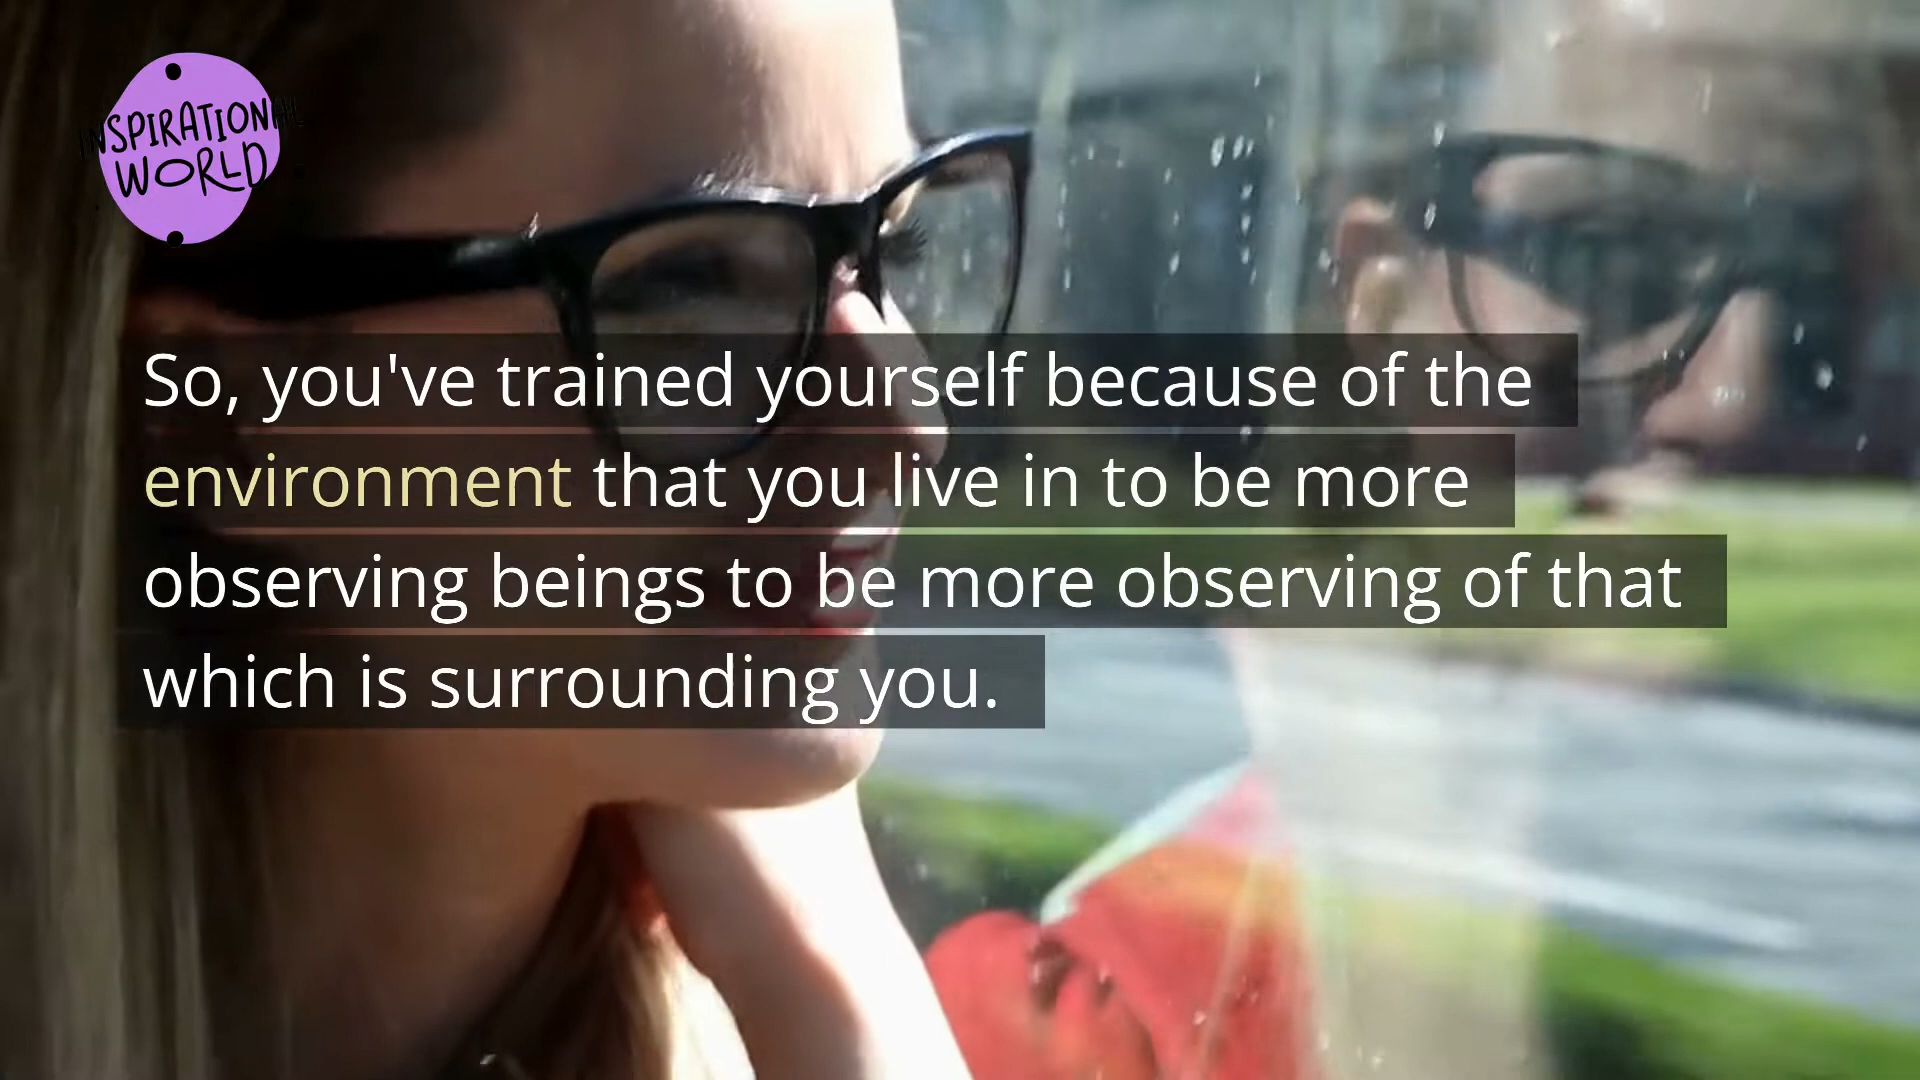 INSPIRATIONAL
WORLD
So, you've trained yourself because of the
environment that you live in to be more
observing beings to be more observing of that
which is surrounding you.